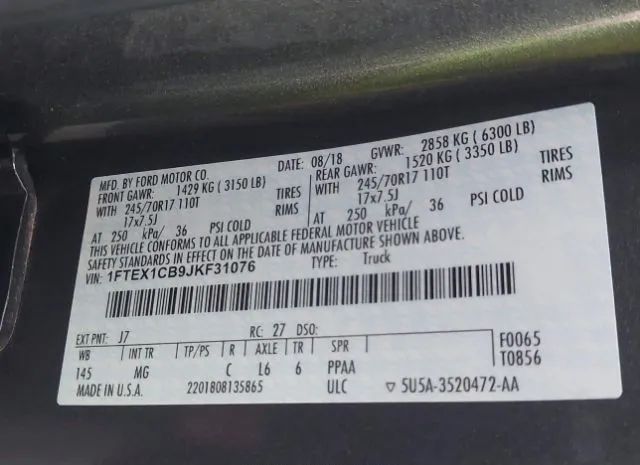 MFD. BY FORD MOTOR CO. DATE: 08/18 GVWR: 2858 KG ( 6300 LB)
FRONT GAWR: 1429 KG ( 3150 LB) REAR GAWR: 1520 KG ( 3350 LB)
WITH 245/70R17 110T TIRES WITH 245/70R17 110T TIRES
17x7.5J RIMS 17x7.5J RIMS
AT 250 kPa/ 36 PSI COLD AT 250 kPa/ 36 PSI COLD
THIS VEHICLE CONFORMS TO ALL APPLICABLE FEDERAL MOTOR VEHICLE
SAFETY STANDARDS IN EFFECT ON THE DATE OF MANUFACTURE SHOWN ABOVE.
VIN: 1FTEX1CB9JKF31076 TYPE: Truck
EXT PNT: J7 RC: 27 DSO:
WB INT TR TP/PS R AXLE TR SPR F0065
145 MG C L6 6 PPAA T0856
MADE IN U.S.A. 2201808135865 ULC 5U5A-3520472-AA